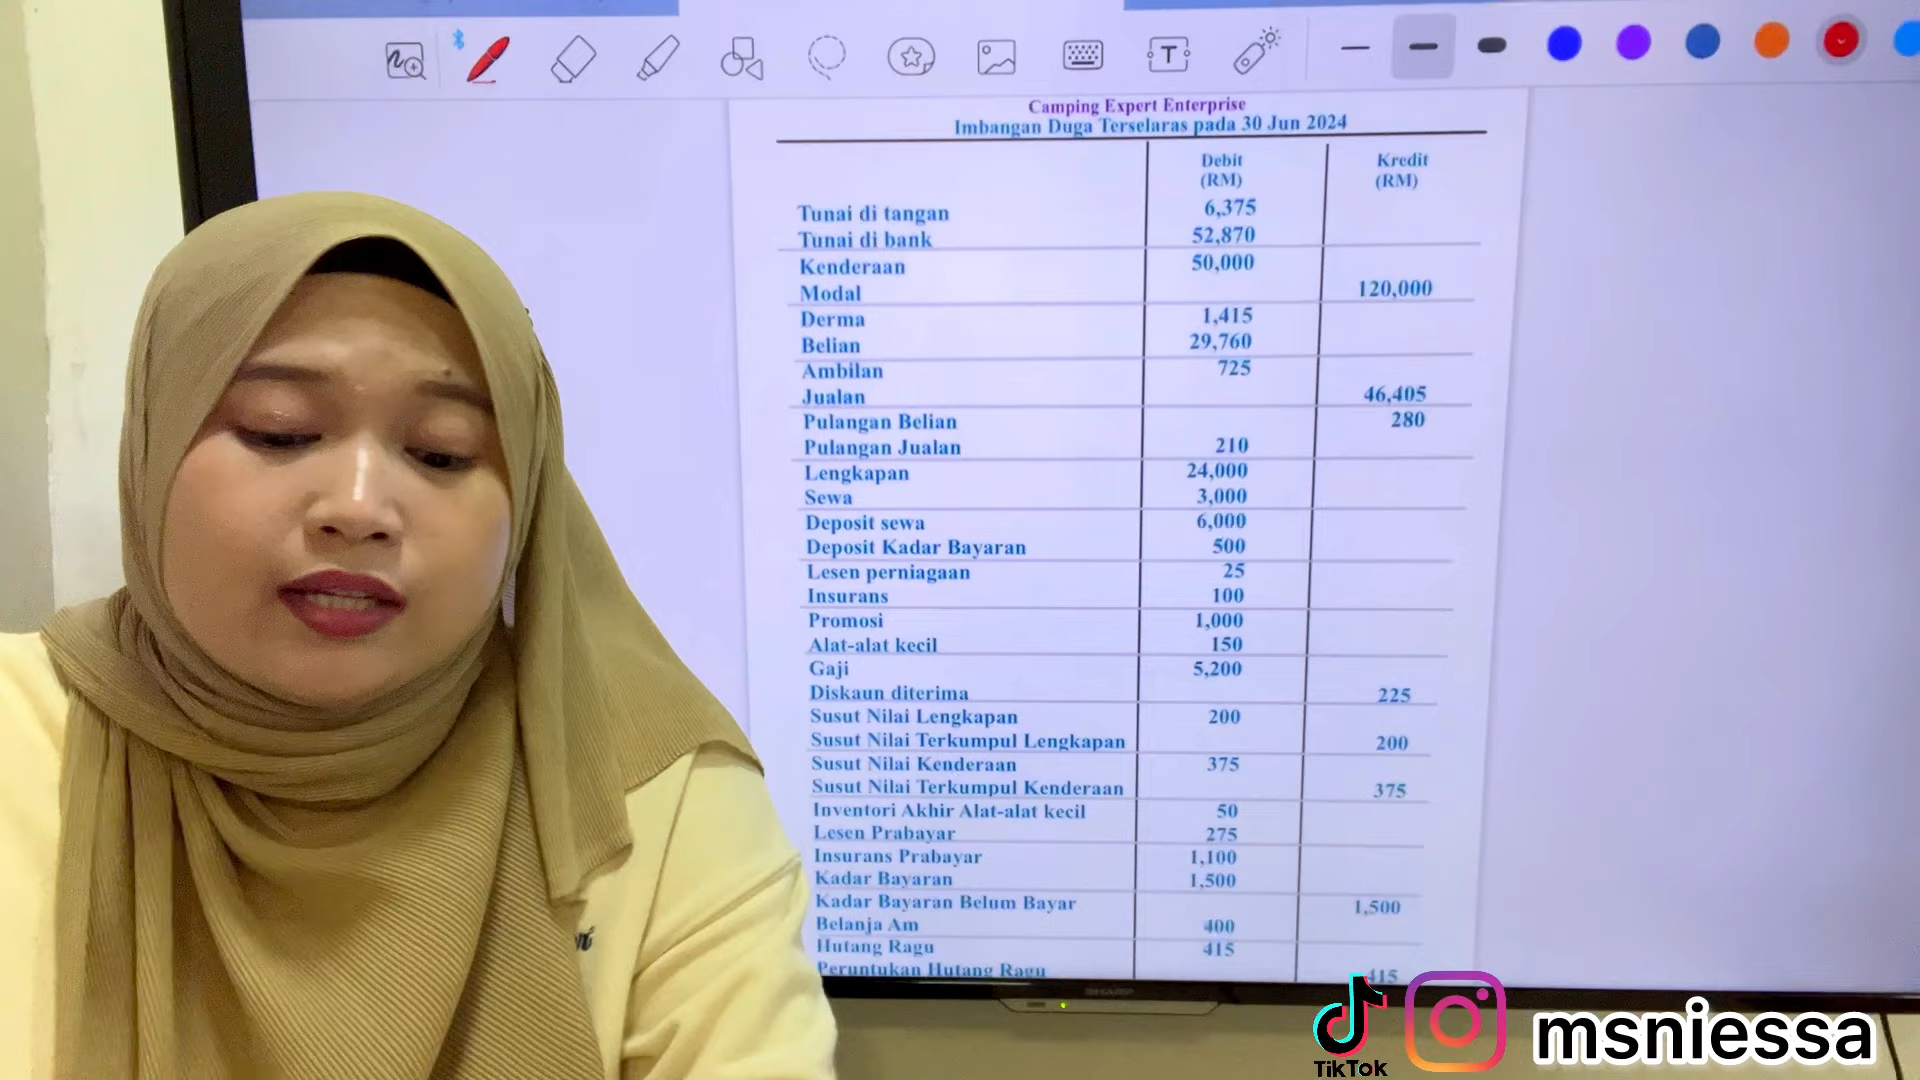 Camping Expert Enterprise
Imbangan Duga Terselaras pada 30 Jun 2024
Debit (RM) Kredit (RM)
Tunai di tangan 6,375
Tunai di bank 52,870
Kenderaan 50,000
Modal 120,000
Derma 1,415
Belian 29,760
Ambilan 725
Jualan 46,405
Pulangan Belian 280
Pulangan Jualan 210
Lengkapan 24,000
Sewa 3,000
Deposit sewa 6,000
Deposit Kadar Bayaran 500
Lesen perniagaan 25
Insurans 100
Promosi 1,000
Alat-alat kecil 150
Gaji 5,200
Diskaun diterima 225
Susut Nilai Lengkapan 200
Susut Nilai Terkumpul Lengkapan 200
Susut Nilai Kenderaan 375
Susut Nilai Terkumpul Kenderaan 375
Inventori Akhir Alat-alat kecil 50
Lesen Prabayar 275
Insurans Prabayar 1,100
Kadar Bayaran 1,500
Kadar Bayaran Belum Bayar 1,500
Belanja Am 400
Hutang Ragu 415
Peruntukan Hutang Ragu 415
SHARP
TikTok
msniessa